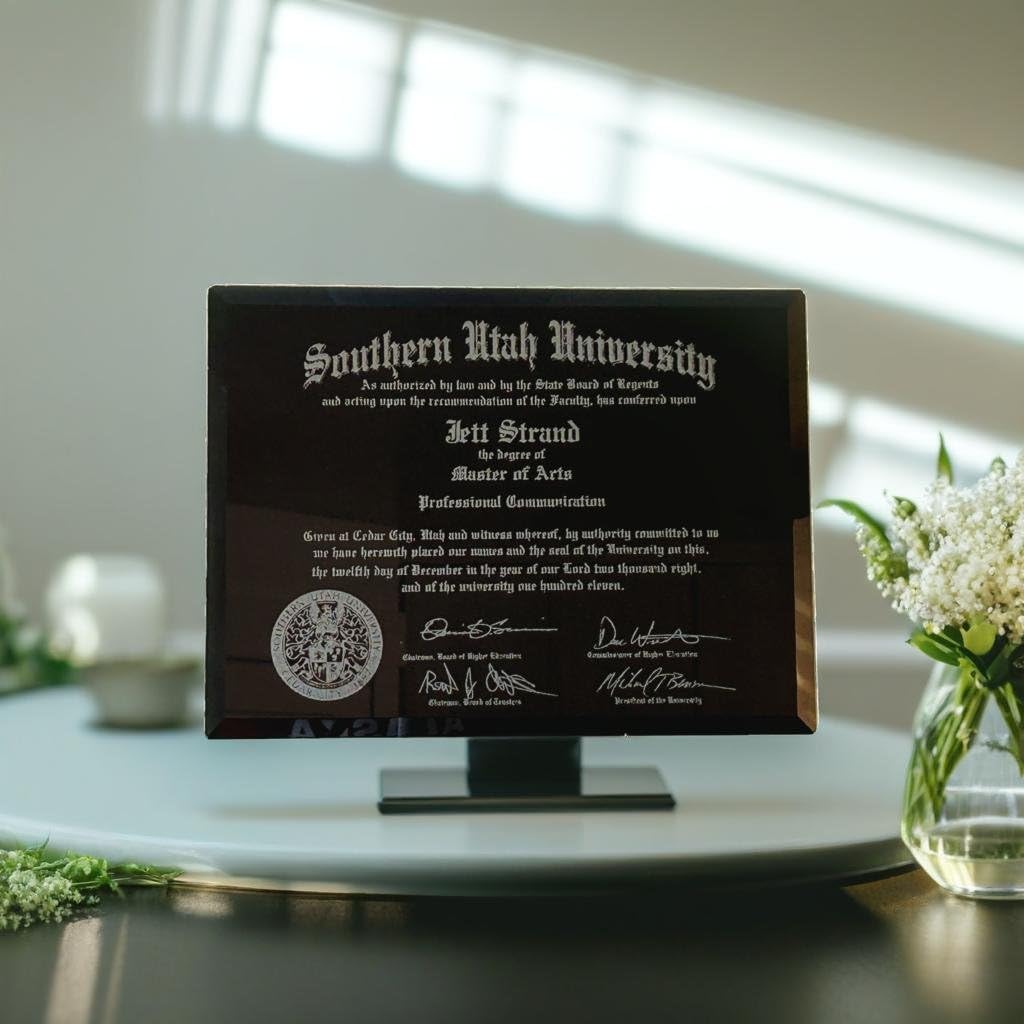 Southern Utah University
As authorized by law and by the State Board of Regents
and acting upon the recommendation of the Faculty, has conferred upon
Jett Strand
the degree of
Master of Arts
Professional Communication
Given at Cedar City, Utah and witness whereof, by authority committed to us
we have herewith placed our names and the seal of the University on this,
the twelfth day of December in the year of our Lord two thousand eight,
and of the university one hundred eleven.
SOUTHERN UTAH UNIVERSITY
CEDAR CITY
Chairman, Board of Higher Education
Commissioner of Higher Education
Chairman, Board of Trustees
President of the University